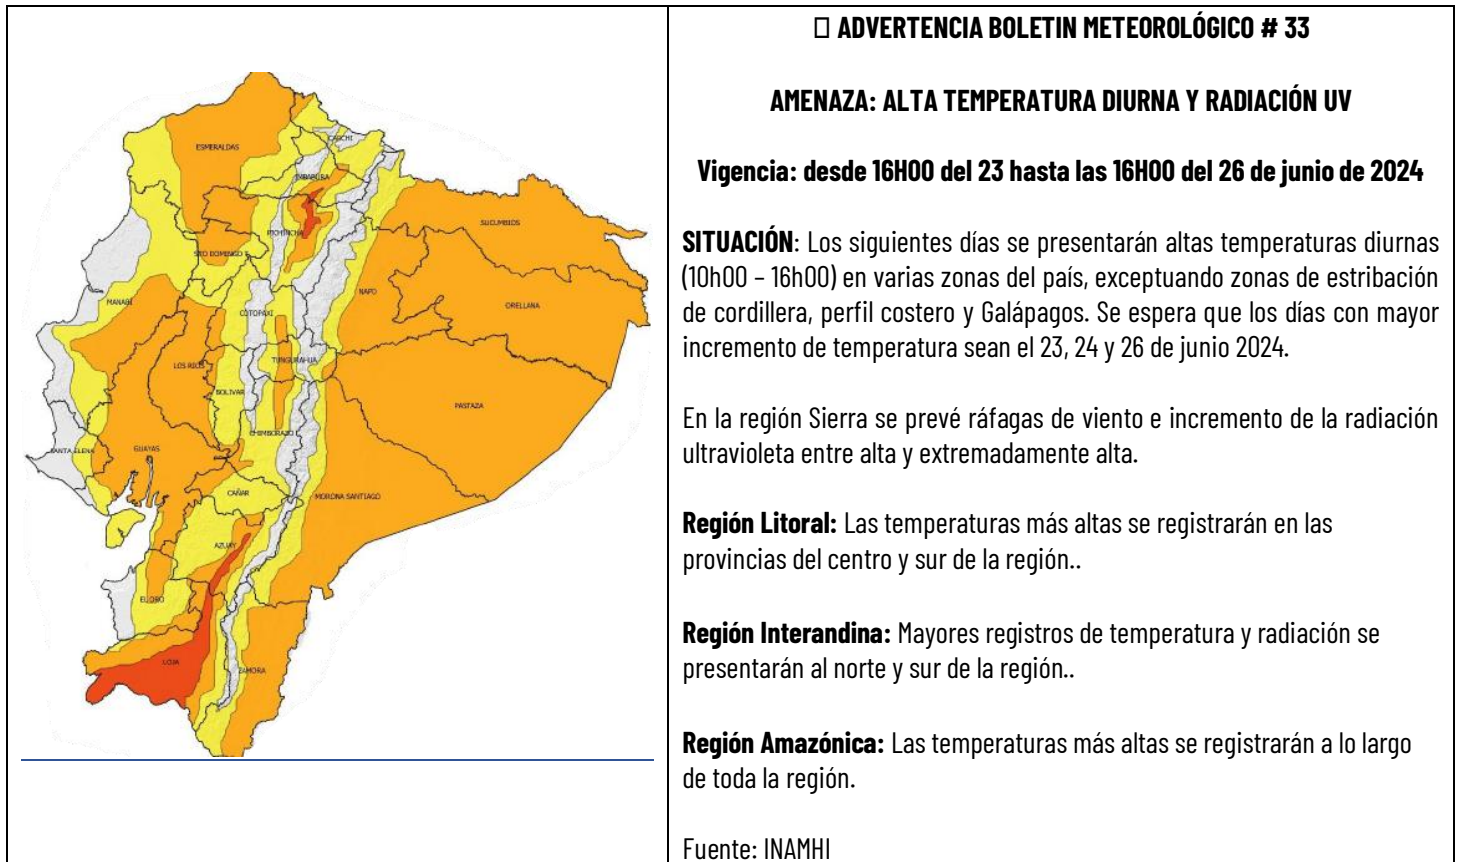 ESMERALDAS
CARCHI
IMBABURA
SUCUMBIOS
PICHINCHA
STO DOMINGO
NAPO
ORELLANA
MANABÍ
COTOPAXI
TUNGURAHUA
LOS RIOS
BOLIVAR
PASTAZA
CHIMBORAZO
SANTA ELENA
GUAYAS
CAÑAR
MORONA SANTIAGO
AZUAY
EL ORO
LOJA
ZAMORA
ADVERTENCIA BOLETIN METEOROLÓGICO # 33
AMENAZA: ALTA TEMPERATURA DIURNA Y RADIACIÓN UV
Vigencia: desde 16H00 del 23 hasta las 16H00 del 26 de junio de 2024
SITUACIÓN: Los siguientes días se presentarán altas temperaturas diurnas
(10h00 – 16h00) en varias zonas del país, exceptuando zonas de estribación
de cordillera, perfil costero y Galápagos. Se espera que los días con mayor
incremento de temperatura sean el 23, 24 y 26 de junio 2024.
En la región Sierra se prevé ráfagas de viento e incremento de la radiación
ultravioleta entre alta y extremadamente alta.
Región Litoral: Las temperaturas más altas se registrarán en las
provincias del centro y sur de la región..
Región Interandina: Mayores registros de temperatura y radiación se
presentarán al norte y sur de la región..
Región Amazónica: Las temperaturas más altas se registrarán a lo largo
de toda la región.
Fuente: INAMHI